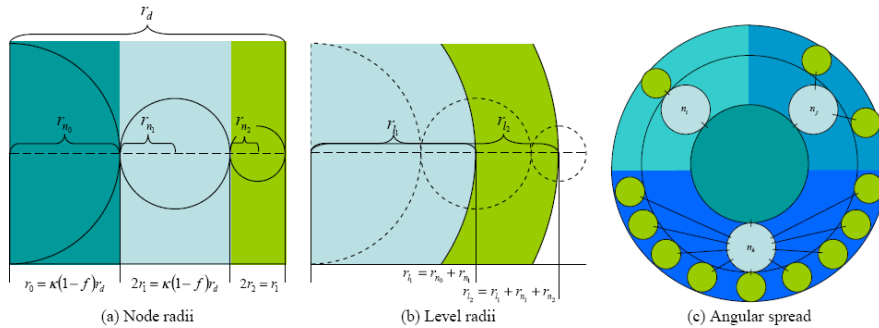 r_d
r_{n_0}
r_{n_1}
r_{n_2}
r_0 = κ(1−f)r_d
2r_1 = κ(1−f)r_d
2r_2 = r_1
(a) Node radii
r_{l_1}
r_{l_2}
r_{l_1} = r_{n_0} + r_{n_1}
r_{l_2} = r_{l_1} + r_{n_1} + r_{n_2}
(b) Level radii
n_i
n_j
n_k
(c) Angular spread